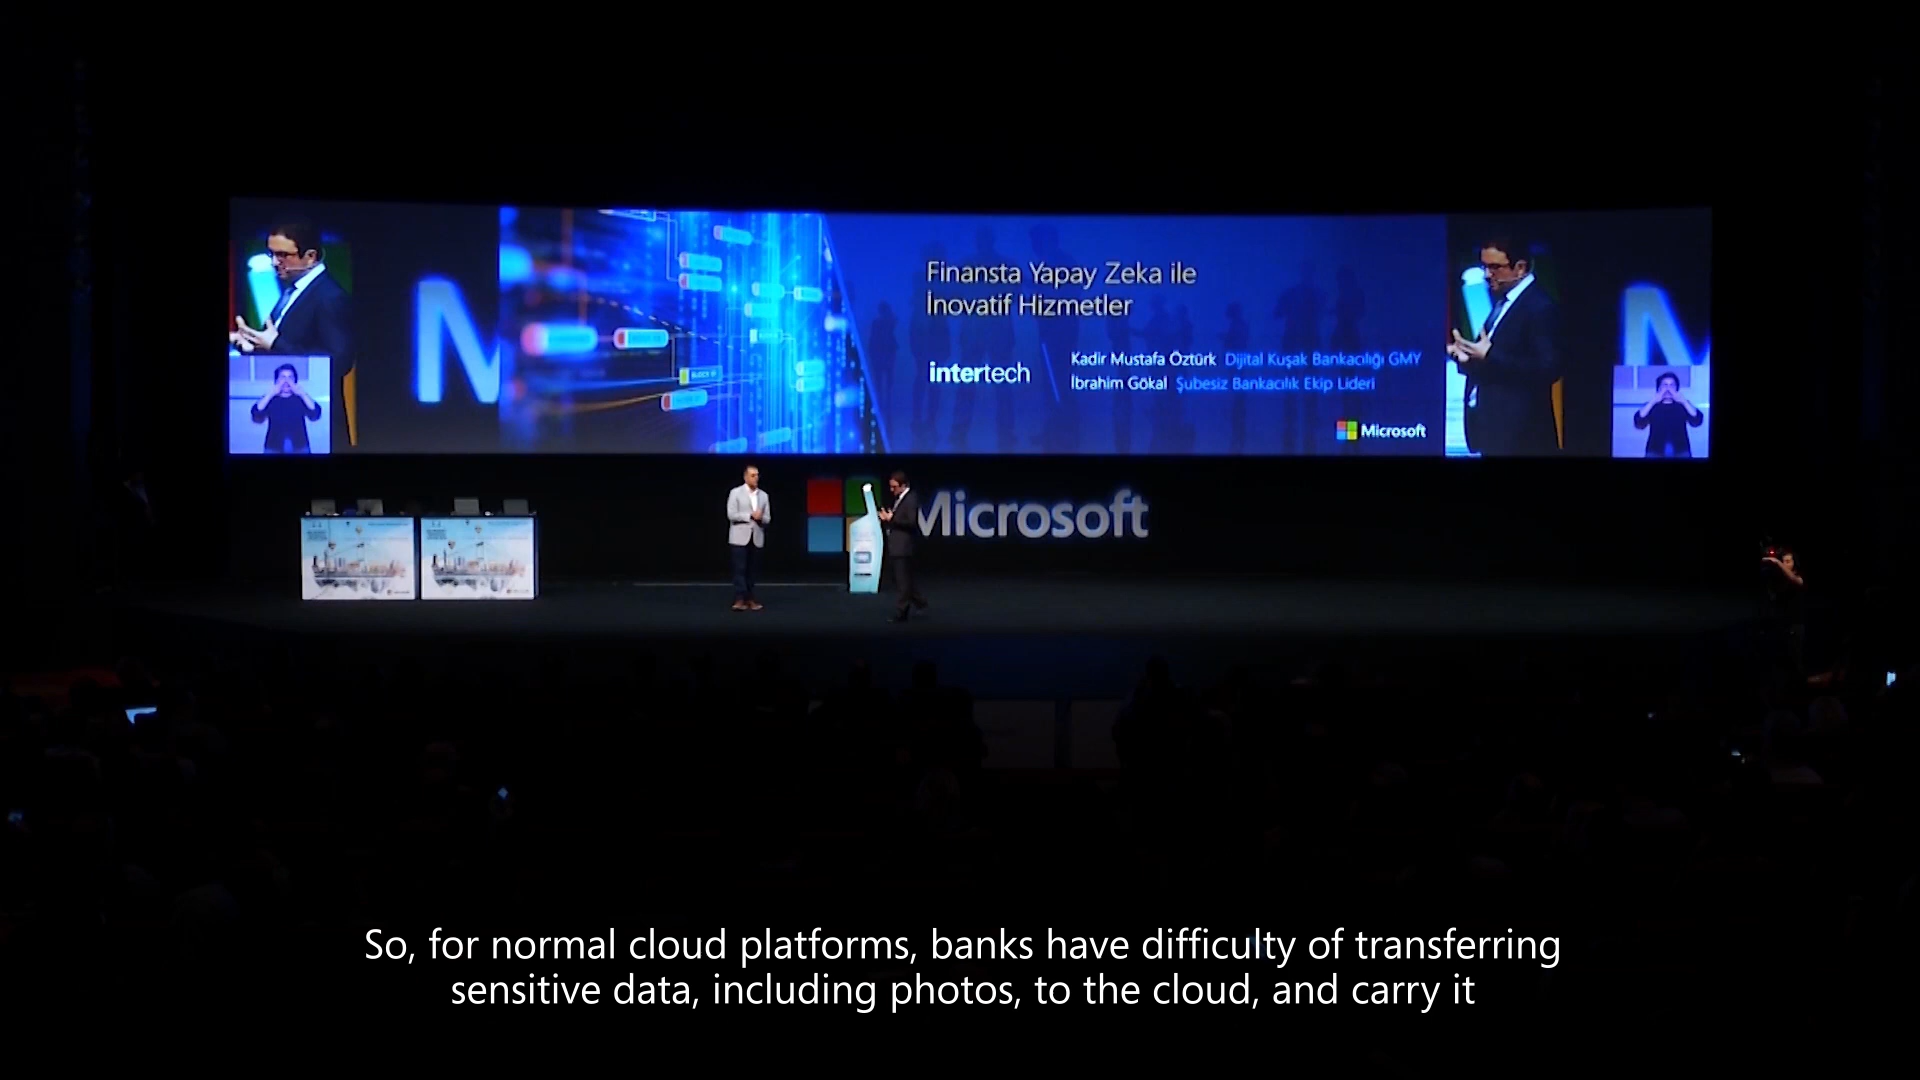 Finansta Yapay Zeka ile
İnovatif Hizmetler
intertech
Kadir Mustafa Öztürk Dijital Kuşak Bankacılığı GMY
İbrahim Gökal Şubesiz Bankacılık Ekip Lideri
Microsoft
Microsoft
So, for normal cloud platforms, banks have difficulty of transferring
sensitive data, including photos, to the cloud, and carry it